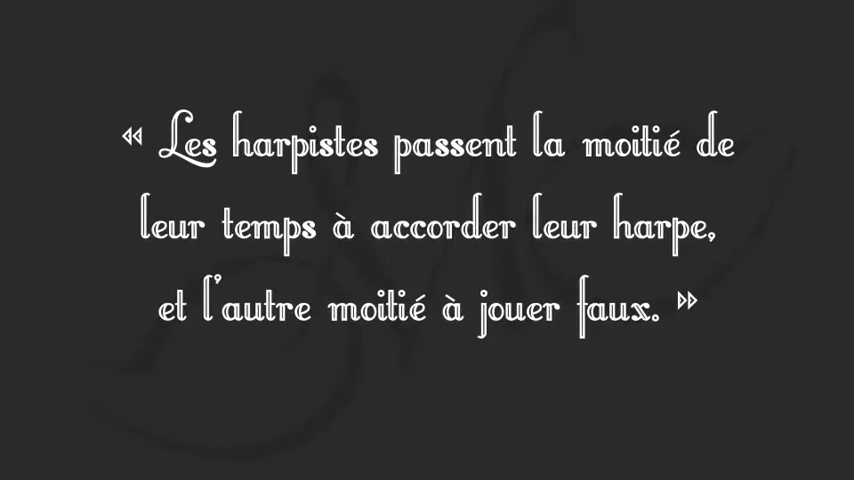 « Les harpistes passent la moitié de
leur temps à accorder leur harpe,
et l'autre moitié à jouer faux. »